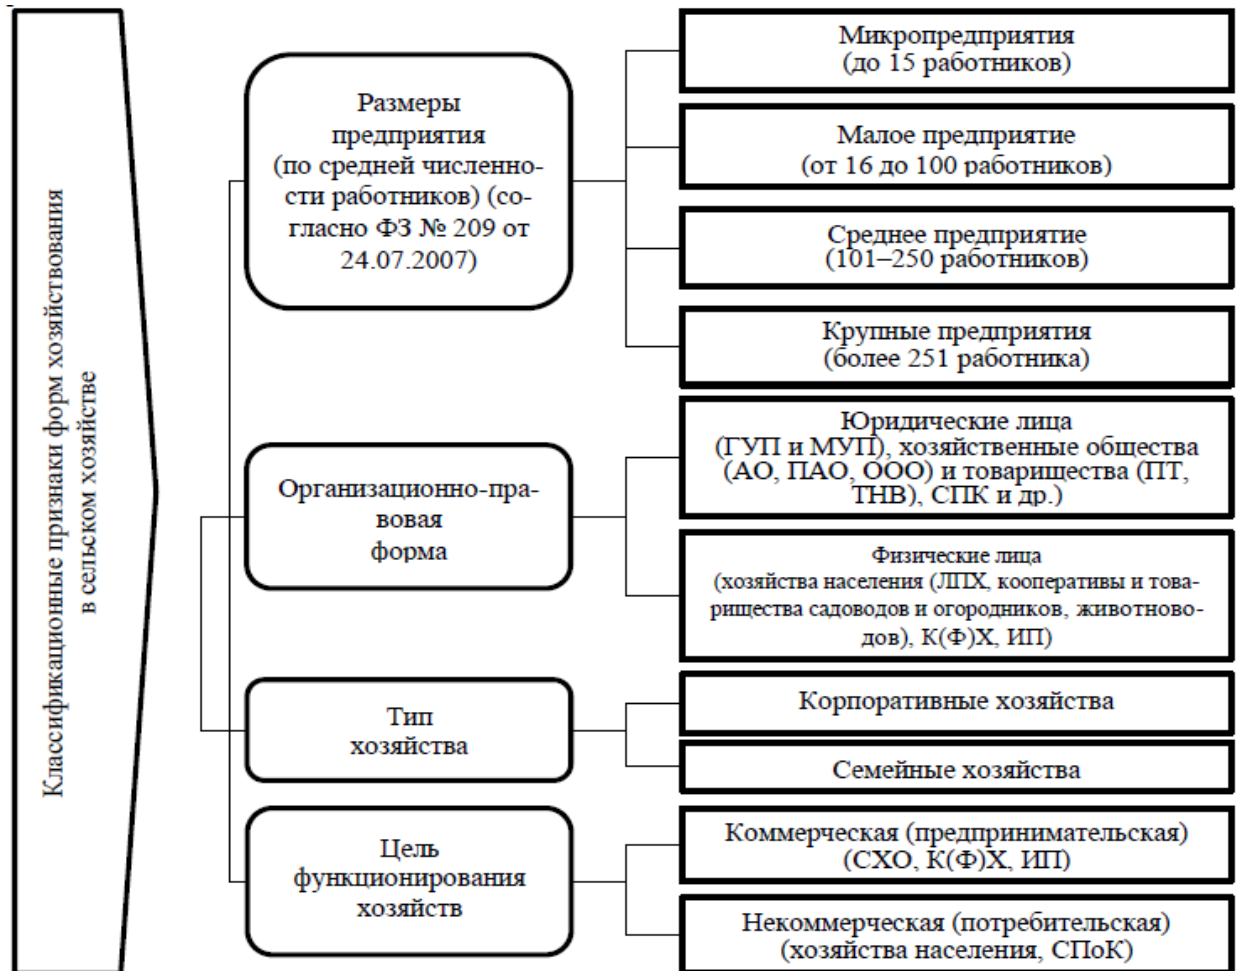 Классификационные признаки форм хозяйствования
в сельском хозяйстве
Размеры
предприятия
(по средней численно-
сти работников) (со-
гласно ФЗ № 209 от
24.07.2007)
Микропредприятия
(до 15 работников)
Малое предприятие
(от 16 до 100 работников)
Среднее предприятие
(101–250 работников)
Крупные предприятия
(более 251 работника)
Организационно-пра-
вовая
форма
Юридические лица
(ГУП и МУП), хозяйственные общества
(АО, ПАО, ООО) и товарищества (ПТ,
ТНВ), СПК и др.)
Физические лица
(хозяйства населения (ЛПХ, кооперативы и това-
рищества садоводов и огородников, животново-
дов), К(Ф)Х, ИП)
Тип
хозяйства
Корпоративные хозяйства
Семейные хозяйства
Цель
функционирования
хозяйств
Коммерческая (предпринимательская)
(СХО, К(Ф)Х, ИП)
Некоммерческая (потребительская)
(хозяйства населения, СПоК)